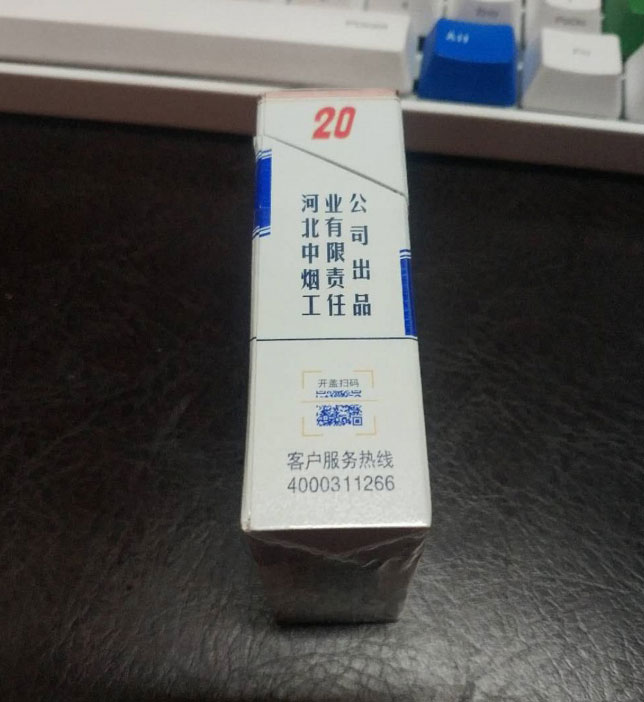 20
河北中烟工
业有限责任
公司出品
开盖扫码
客户服务热线
4000311266